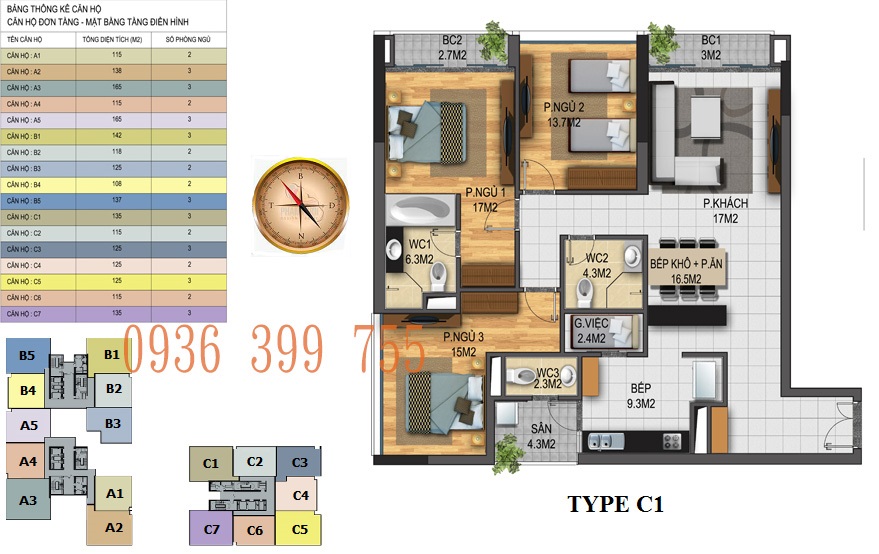 BẢNG THỐNG KÊ CĂN HỘ
CĂN HỘ ĐƠN TẦNG - MẶT BẰNG TẦNG ĐIỂN HÌNH
TÊN CĂN HỘ TỔNG DIỆN TÍCH (M2) SỐ PHÒNG NGỦ
CĂN HỘ : A1 115 2
CĂN HỘ : A2 138 3
CĂN HỘ : A3 165 3
CĂN HỘ : A4 115 2
CĂN HỘ : A5 165 3
CĂN HỘ : B1 142 3
CĂN HỘ : B2 118 2
CĂN HỘ : B3 125 2
CĂN HỘ : B4 108 2
CĂN HỘ : B5 137 3
CĂN HỘ : C1 135 3
CĂN HỘ : C2 115 2
CĂN HỘ : C3 125 3
CĂN HỘ : C4 125 2
CĂN HỘ : C5 125 3
CĂN HỘ : C6 115 2
CĂN HỘ : C7 135 3
B
T Đ
N
BC2
2.7M2
BC1
3M2
P.NGỦ 2
13.7M2
P.NGỦ 1
17M2
P.KHÁCH
17M2
WC1
6.3M2
WC2
4.3M2
BẾP KHÔ + P.ĂN
16.5M2
G.VIỆC
2.4M2
P.NGỦ 3
15M2
WC3
2.3M2
BẾP
9.3M2
SÂN
4.3M2
0936 399 755
B5 B1
B4 B2
A5 B3
A4
A3 A1
A2
C1 C2 C3
C4
C7 C6 C5
TYPE C1